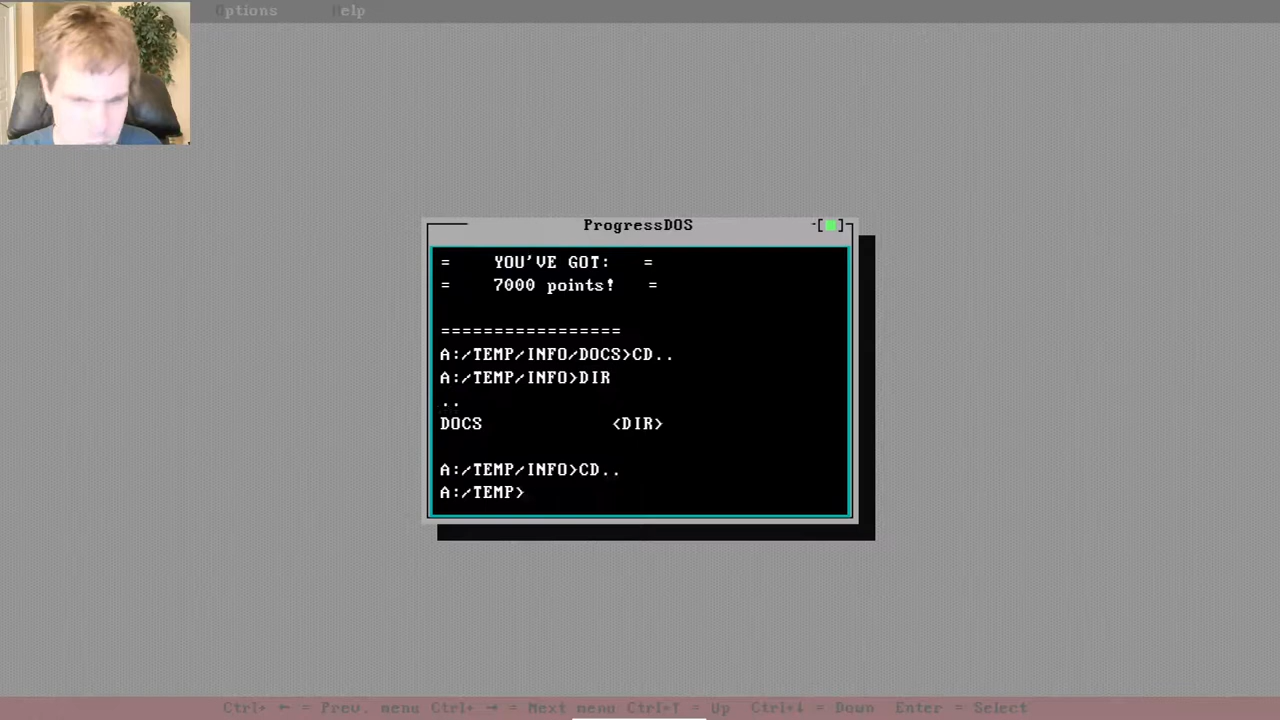 Options Help
ProgressDOS
-[■]
= YOU'VE GOT: =
= 7000 points! =
=================
A:/TEMP/INFO/DOCS>CD..
A:/TEMP/INFO>DIR
..
DOCS <DIR>
A:/TEMP/INFO>CD..
A:/TEMP>
Ctrl+ ← = Prev. menu Ctrl+ → = Next menu Ctrl+↑ = Up Ctrl+↓ = Down Enter = Select